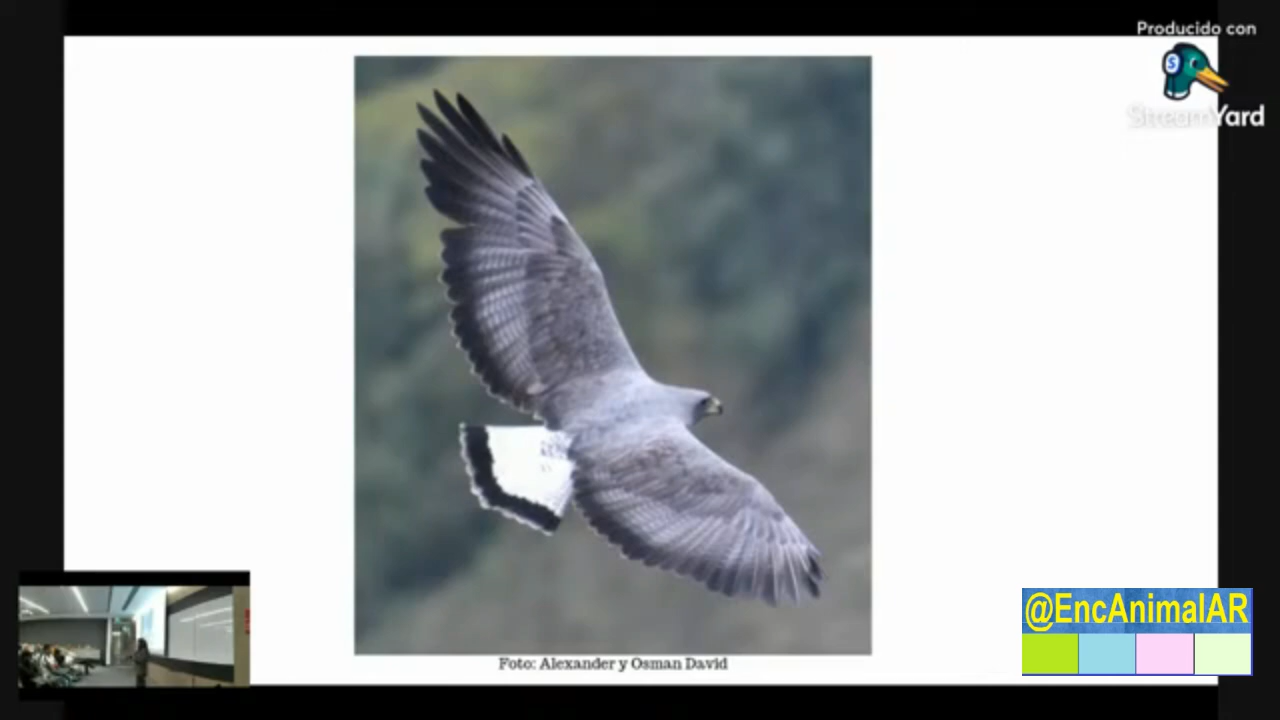 Producido con
S
StreamYard
@EncAnimalAR
Foto: Alexander y Osman David